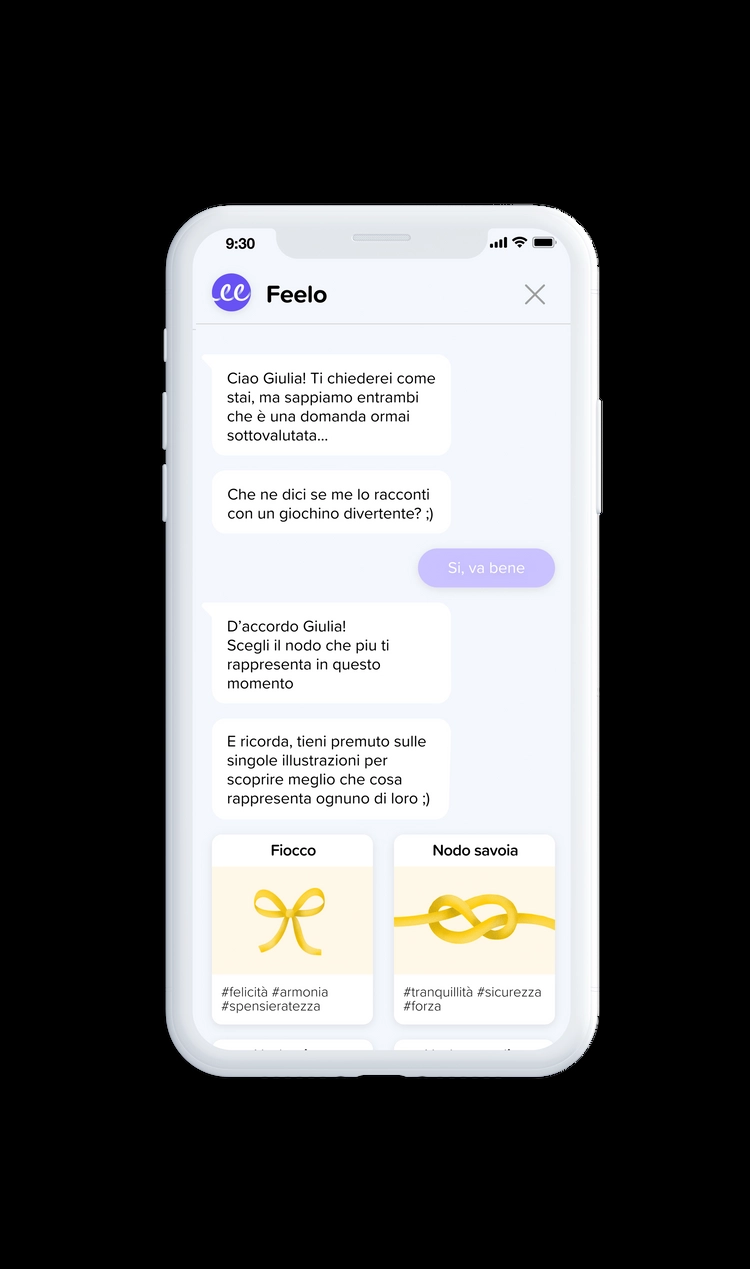 9:30
ee Feelo
Ciao Giulia! Ti chiederei come
stai, ma sappiamo entrambi
che è una domanda ormai
sottovalutata...
Che ne dici se me lo racconti
con un giochino divertente? ;)
Si, va bene
D'accordo Giulia!
Scegli il nodo che piu ti
rappresenta in questo
momento
E ricorda, tieni premuto sulle
singole illustrazioni per
scoprire meglio che cosa
rappresenta ognuno di loro ;)
Fiocco
#felicità #armonia
#spensieratezza
Nodo savoia
#tranquillità #sicurezza
#forza